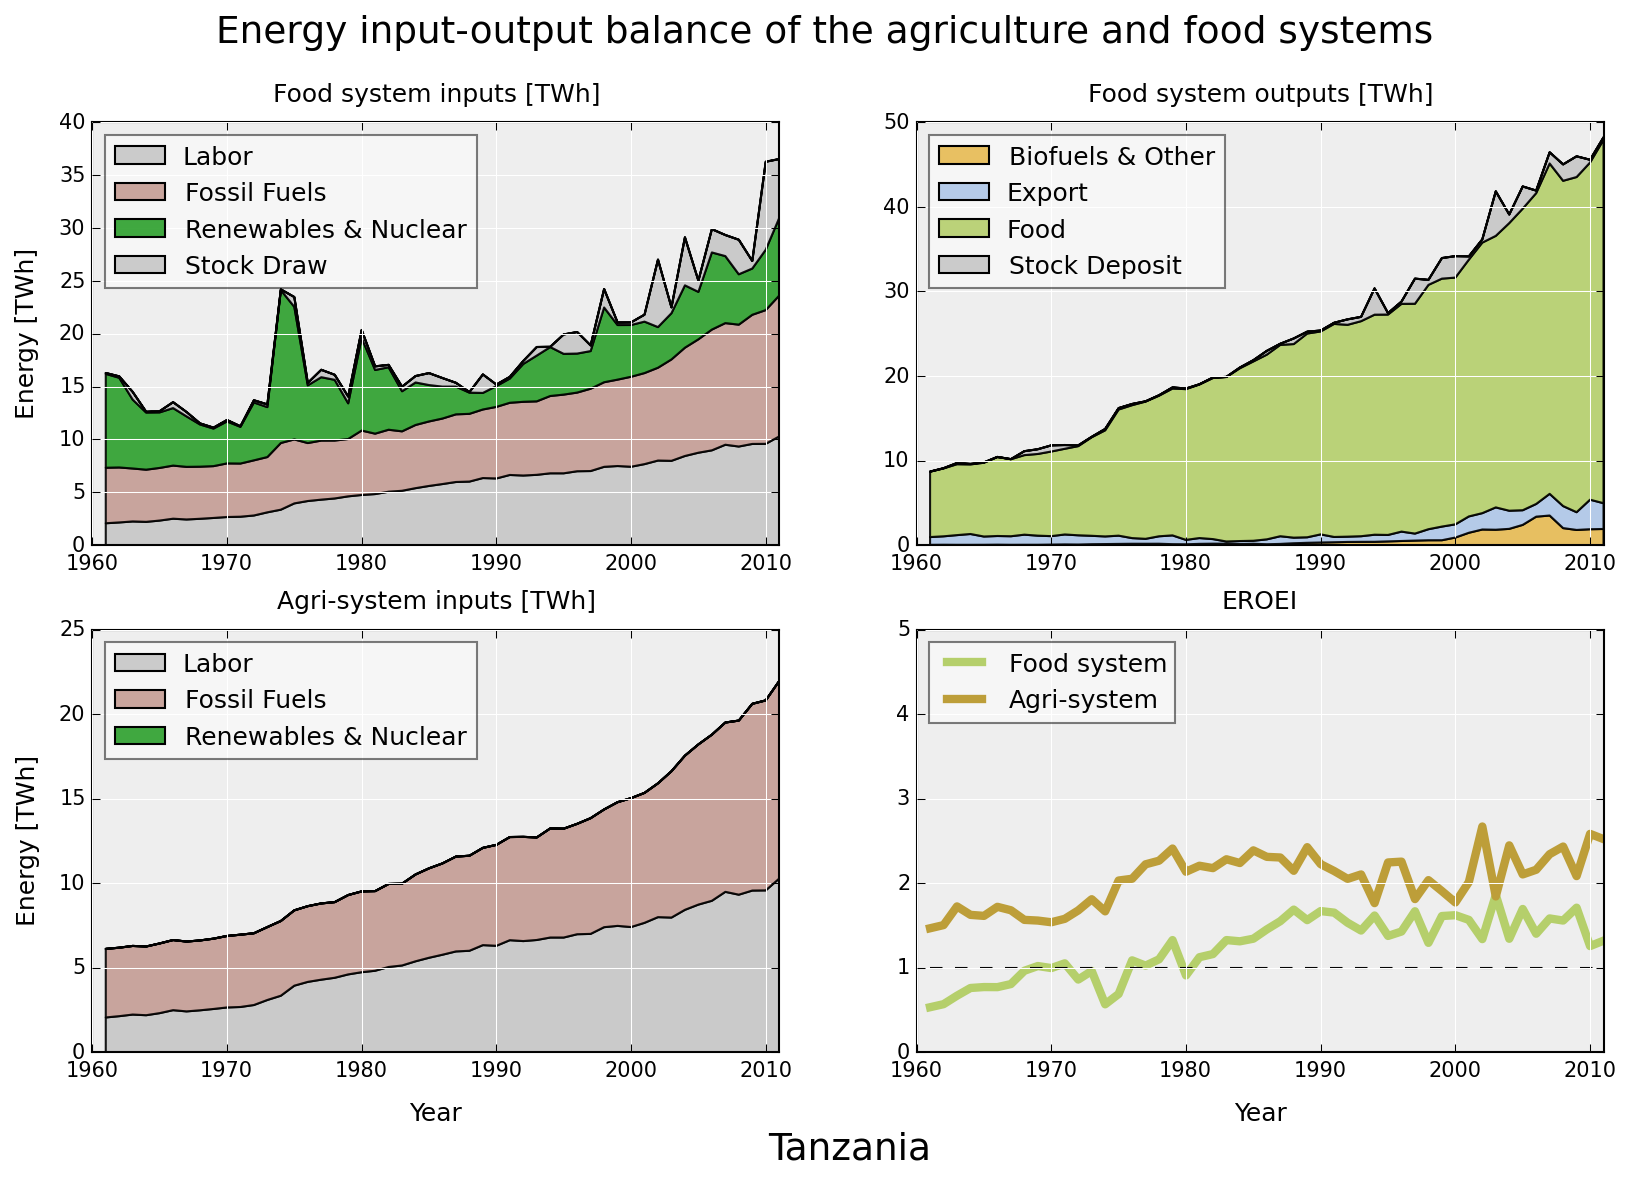 Energy input-output balance of the agriculture and food systems
Food system inputs [TWh]
Energy [TWh]
40
35
30
25
20
15
10
5
0
Labor
Fossil Fuels
Renewables & Nuclear
Stock Draw
1960 1970 1980 1990 2000 2010
Food system outputs [TWh]
50
40
30
20
10
0
Biofuels & Other
Export
Food
Stock Deposit
1960 1970 1980 1990 2000 2010
Agri-system inputs [TWh]
Energy [TWh]
25
20
15
10
5
0
Labor
Fossil Fuels
Renewables & Nuclear
1960 1970 1980 1990 2000 2010
Year
EROEI
5
4
3
2
1
0
Food system
Agri-system
1960 1970 1980 1990 2000 2010
Year
Tanzania